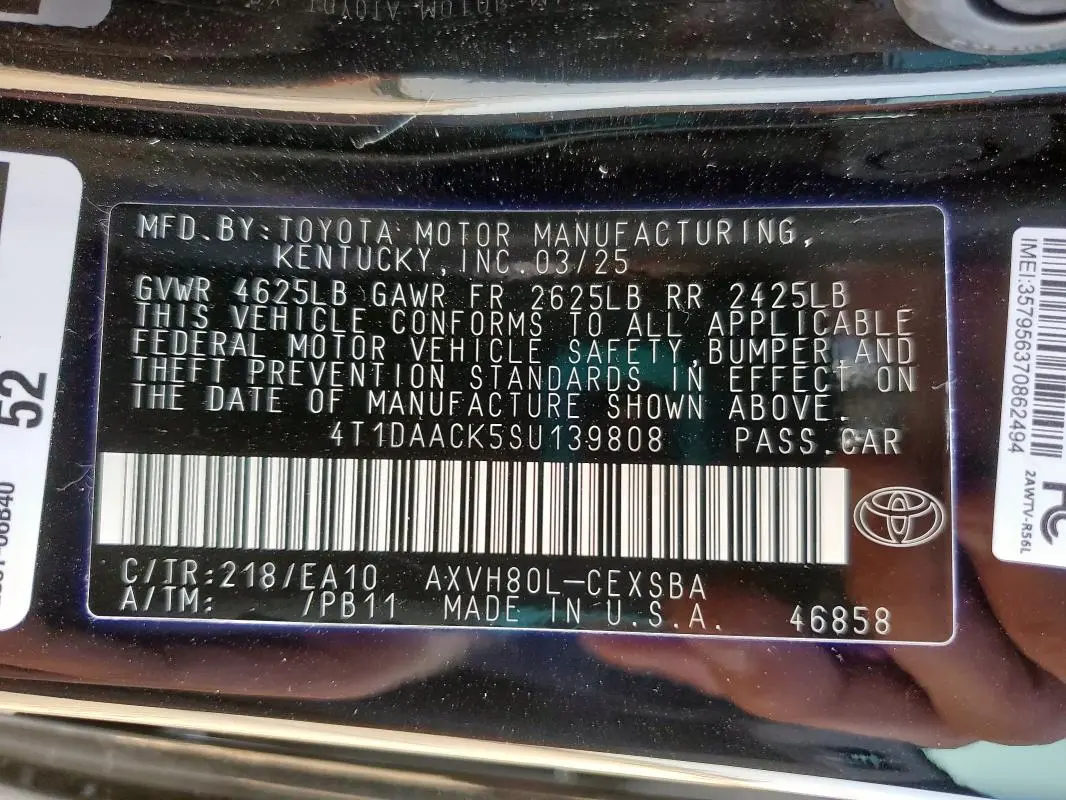 MFD.BY:TOYOTA MOTOR MANUFACTURING,
KENTUCKY,INC.03/25
GVWR 4625LB GAWR FR 2625LB RR 2425LB
THIS VEHICLE CONFORMS TO ALL APPLICABLE
FEDERAL MOTOR VEHICLE SAFETY,BUMPER,AND
THEFT PREVENTION STANDARDS IN EFFECT ON
THE DATE OF MANUFACTURE SHOWN ABOVE.
4T1DAACK5SU139808 PASS.CAR
C/TR:218/EA10 AXVH80L-CEXSBA
A/TM: /PB11 MADE IN U.S.A. 46858
52
IMEI:357956370862494
2AWTV-R56L